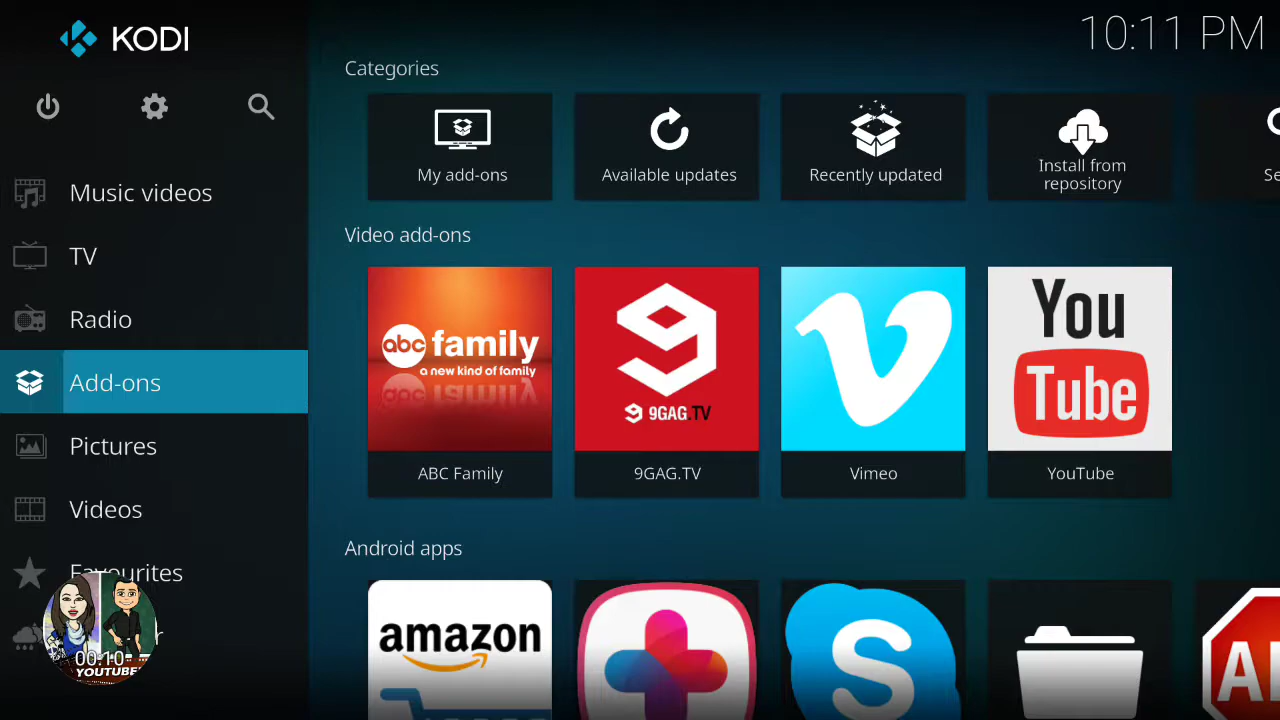 KODI
10:11 PM
Music videos
TV
Radio
Add-ons
Pictures
Videos
Favourites
00:10
YOUTUBE
Categories
My add-ons
Available updates
Recently updated
Install from
repository
Video add-ons
abc family
a new kind of family
ABC Family
9GAG.TV
9GAG.TV
Vimeo
You
Tube
YouTube
Android apps
amazon